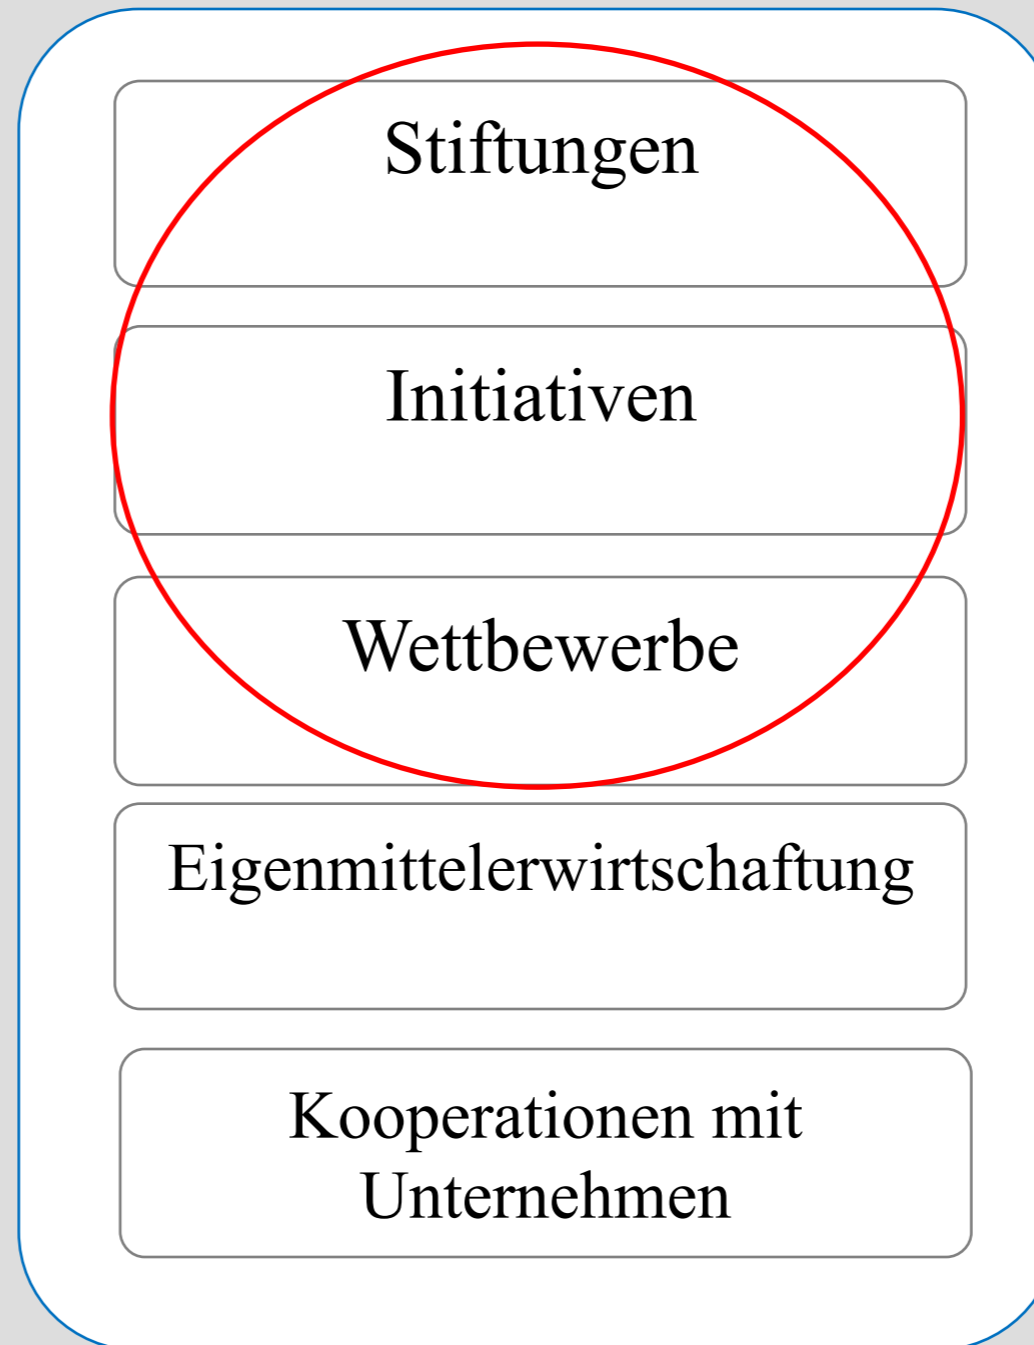 Stiftungen
Initiativen
Wettbewerbe
Eigenmittelerwirtschaftung
Kooperationen mit
Unternehmen